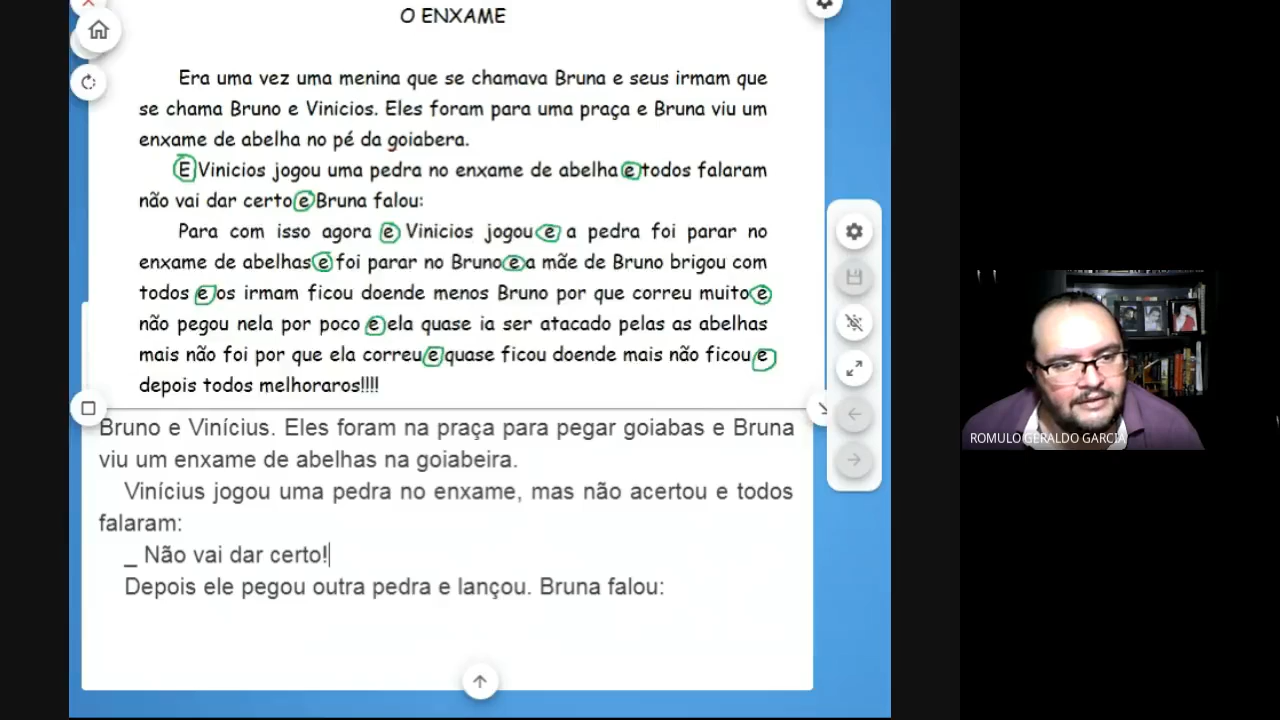 O ENXAME
Era uma vez uma menina que se chamava Bruna e seus irmam que
se chama Bruno e Vinicios. Eles foram para uma praça e Bruna viu um
enxame de abelha no pé da goiabera.
E Vinicios jogou uma pedra no enxame de abelha e todos falaram
não vai dar certo e Bruna falou:
Para com isso agora e Vinicios jogou e a pedra foi parar no
enxame de abelhas e foi parar no Bruno e a mãe de Bruno brigou com
todos e os irmam ficou doende menos Bruno por que correu muito e
não pegou nela por poco e ela quase ia ser atacado pelas as abelhas
mais não foi por que ela correu e quase ficou doende mais não ficou e
depois todos melhoraros!!!!
Bruno e Vinícius. Eles foram na praça para pegar goiabas e Bruna
viu um enxame de abelhas na goiabeira.
Vinícius jogou uma pedra no enxame, mas não acertou e todos
falaram:
_ Não vai dar certo!
Depois ele pegou outra pedra e lançou. Bruna falou:
ROMULO GERALDO GARCIA